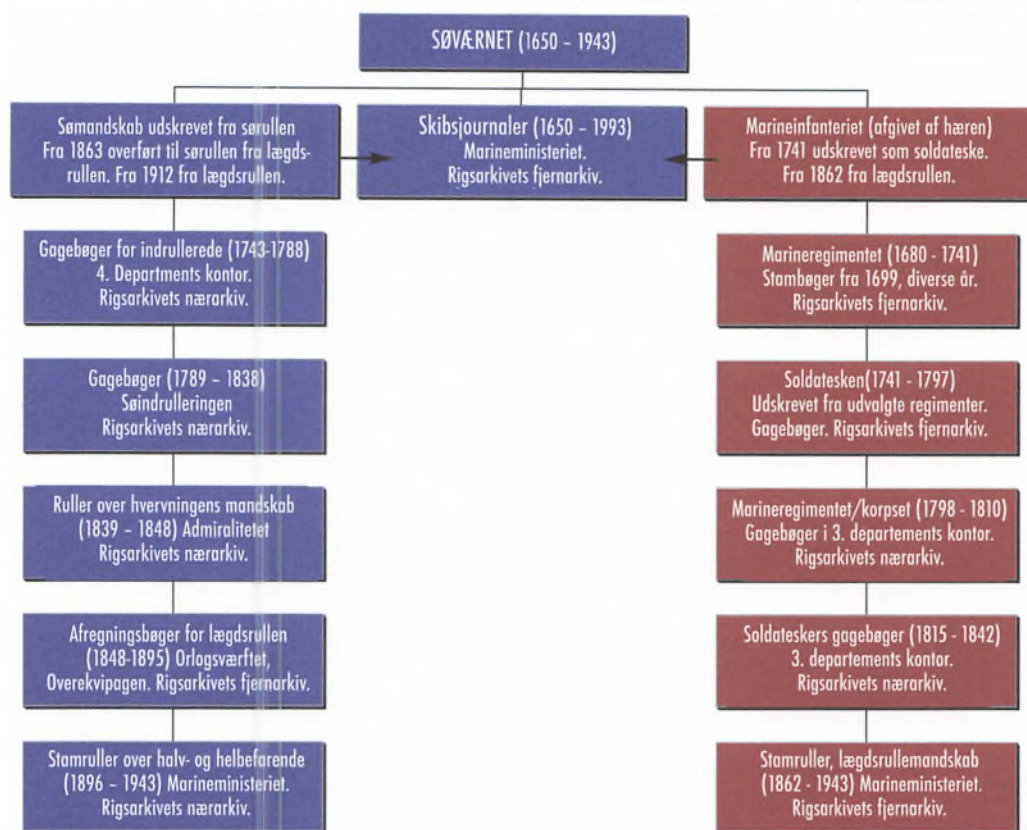 SØVÆRNET (1650 – 1943)
Sømandskab udskrevet fra sørullen
Fra 1863 overført til sørullen fra lægds-
rullen. Fra 1912 fra lægdsrullen.
Skibsjournaler (1650 – 1993)
Marineministeriet.
Rigsarkivets fjernarkiv.
Marineinfanteriet (afgivet af hæren)
Fra 1741 udskrevet som soldateske.
Fra 1862 fra lægdsrullen.
Gagebøger for indrullerede (1743-1788)
4. Departments kontor.
Rigsarkivets nærarkiv.
Gagebøger (1789 – 1838)
Søindrulleringen
Rigsarkivets nærarkiv.
Ruller over hvervningens mandskab
(1839 – 1848) Admiralitetet
Rigsarkivets nærarkiv.
Afregningsbøger for lægdsrullen
(1848-1895) Orlogsværftet,
Overekvipagen. Rigsarkivets fjernarkiv.
Stamruller over halv- og helbefarende
(1896 – 1943) Marineministeriet.
Rigsarkivets nærarkiv.
Marineregimentet (1680 - 1741)
Stambøger fra 1699, diverse år.
Rigsarkivets fjernarkiv.
Soldatesken(1741 - 1797)
Udskrevet fra udvalgte regimenter.
Gagebøger. Rigsarkivets fjernarkiv.
Marineregimentet/korpset (1798 - 1810)
Gagebøger i 3. departements kontor.
Rigsarkivets nærarkiv.
Soldateskers gagebøger (1815 - 1842)
3. departements kontor.
Rigsarkivets nærarkiv.
Stamruller, lægdsrullemandskab
(1862 - 1943) Marineministeriet.
Rigsarkivets fjernarkiv.